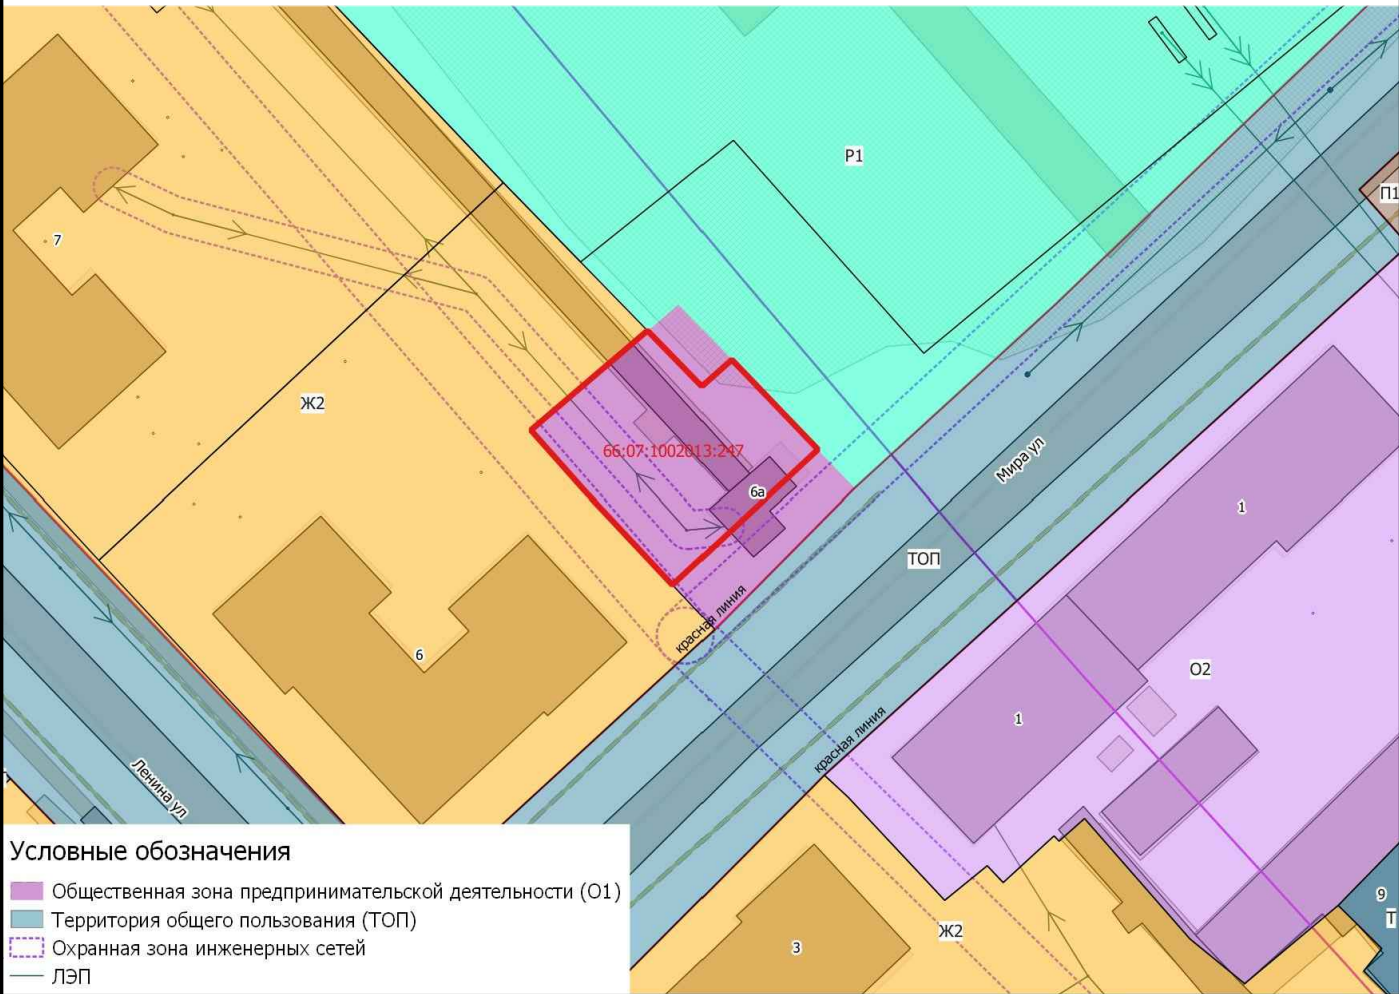 Р1
П1
7
Ж2
66:07:1002013:247
6а
Мира ул
1
ТОП
красная линия
6
О2
1
красная линия
Ленина ул
Ж2
3
9
Т
Условные обозначения
Общественная зона предпринимательской деятельности (О1)
Территория общего пользования (ТОП)
Охранная зона инженерных сетей
ЛЭП